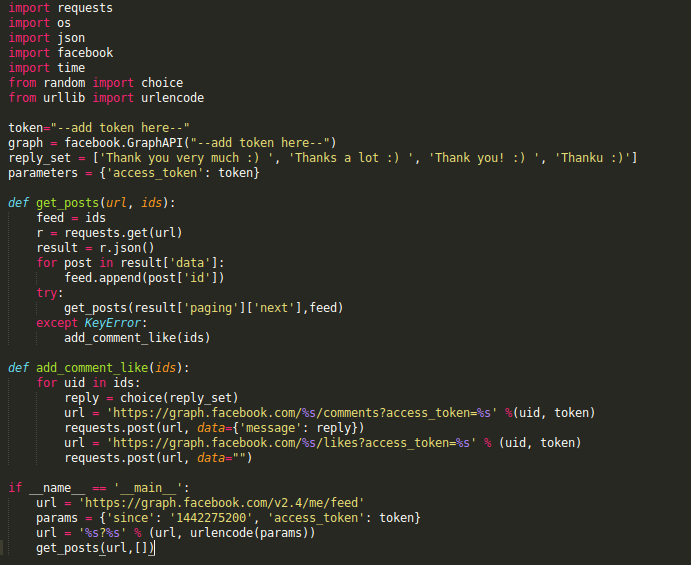 import requests
import os
import json
import facebook
import time
from random import choice
from urllib import urlencode

token="--add token here--"
graph = facebook.GraphAPI("--add token here--")
reply_set = ['Thank you very much :) ', 'Thanks a lot :) ', 'Thank you! :) ', 'Thanku :)']
parameters = {'access_token': token}

def get_posts(url, ids):
    feed = ids
    r = requests.get(url)
    result = r.json()
    for post in result['data']:
        feed.append(post['id'])
    try:
        get_posts(result['paging']['next'],feed)
    except KeyError:
        add_comment_like(ids)

def add_comment_like(ids):
    for uid in ids:
        reply = choice(reply_set)
        url = 'https://graph.facebook.com/%s/comments?access_token=%s' %(uid, token)
        requests.post(url, data={'message': reply})
        url = 'https://graph.facebook.com/%s/likes?access_token=%s' % (uid, token)
        requests.post(url, data="")

if __name__ == '__main__':
    url = 'https://graph.facebook.com/v2.4/me/feed'
    params = {'since': '1442275200', 'access_token': token}
    url = '%s?%s' % (url, urlencode(params))
    get_posts(url,[])